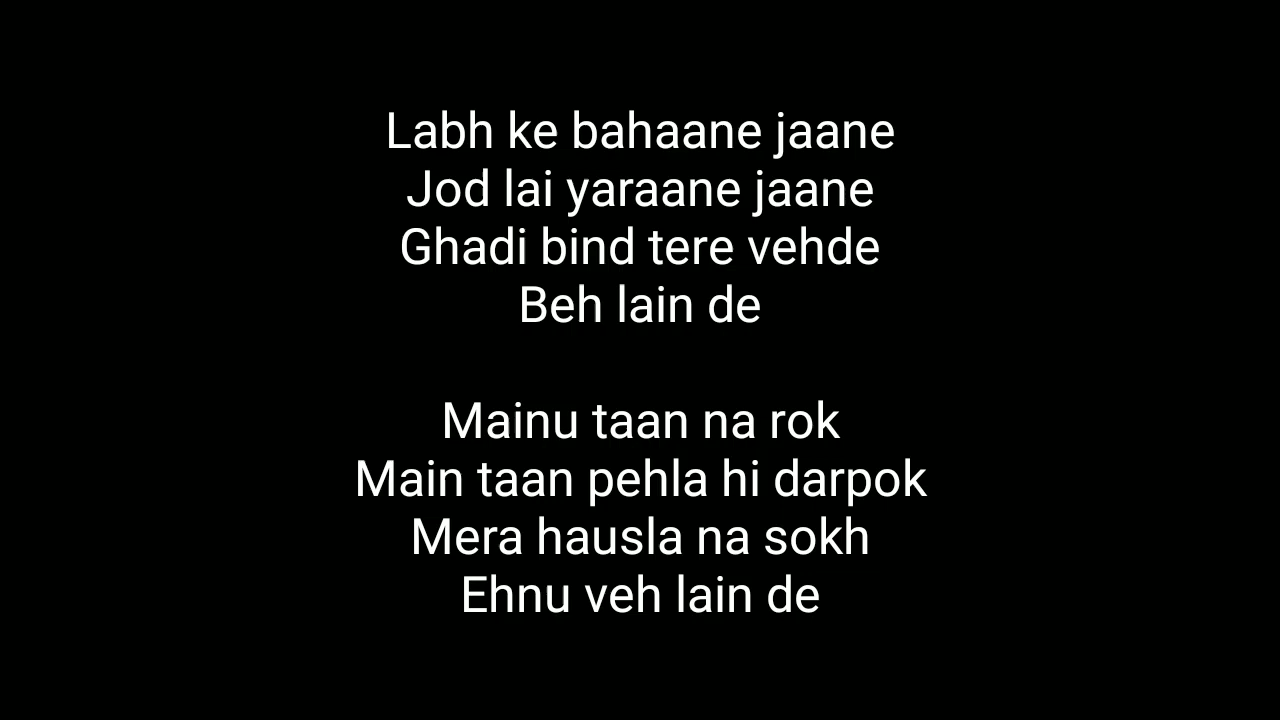 Labh ke bahaane jaane
Jod lai yaraane jaane
Ghadi bind tere vehde
Beh lain de
Mainu taan na rok
Main taan pehla hi darpok
Mera hausla na sokh
Ehnu veh lain de